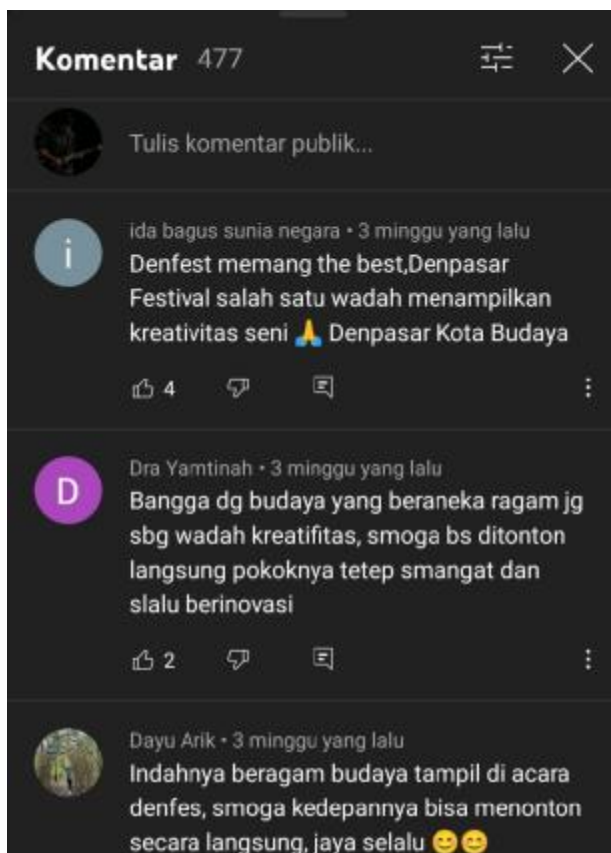 Komentar 477
Tulis komentar publik...
i
ida bagus sunia negara • 3 minggu yang lalu
Denfest memang the best,Denpasar
Festival salah satu wadah menampilkan
kreativitas seni 🙏 Denpasar Kota Budaya
4
D
Dra Yamtinah • 3 minggu yang lalu
Bangga dg budaya yang beraneka ragam jg
sbg wadah kreatifitas, smoga bs ditonton
langsung pokoknya tetep smangat dan
slalu berinovasi
2
Dayu Arik • 3 minggu yang lalu
Indahnya beragam budaya tampil di acara
denfes, smoga kedepannya bisa menonton
secara langsung, jaya selalu 😊😊